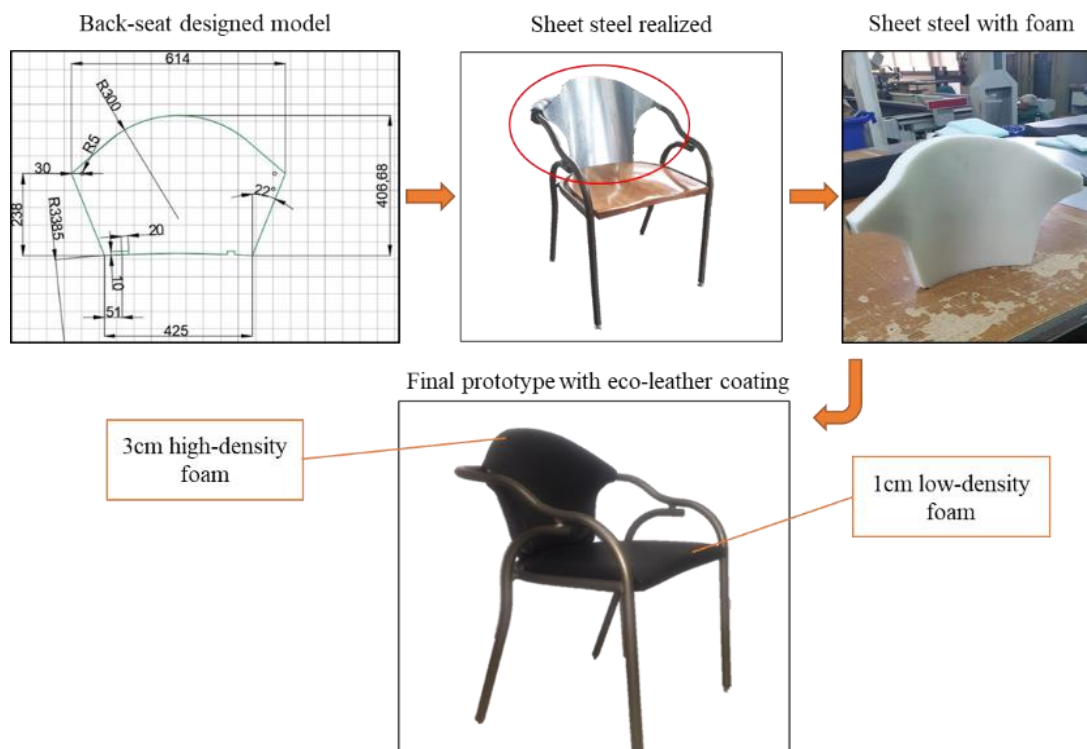 Back-seat designed model
Sheet steel realized
Sheet steel with foam
614
R300
R5
30
22°
406,68
238
R3385
20
10
51
425
Final prototype with eco-leather coating
3cm high-density
foam
1cm low-density
foam